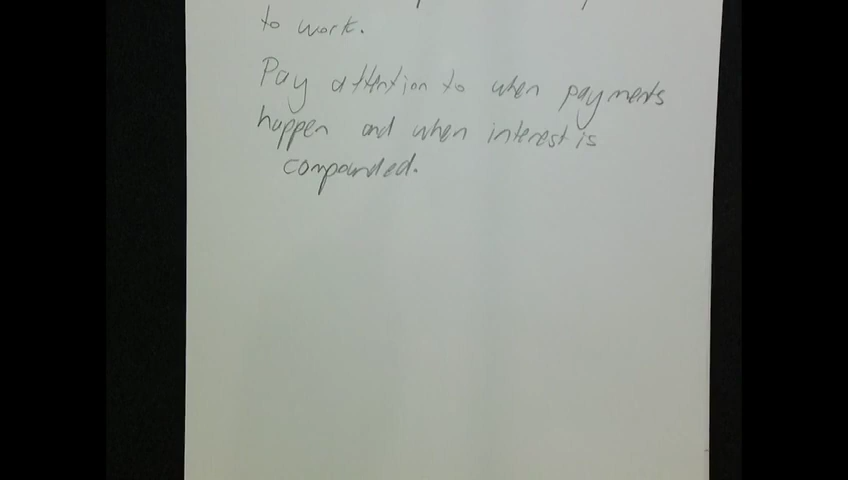 to work.
Pay attention to when payments
happen and when interest is
compounded.